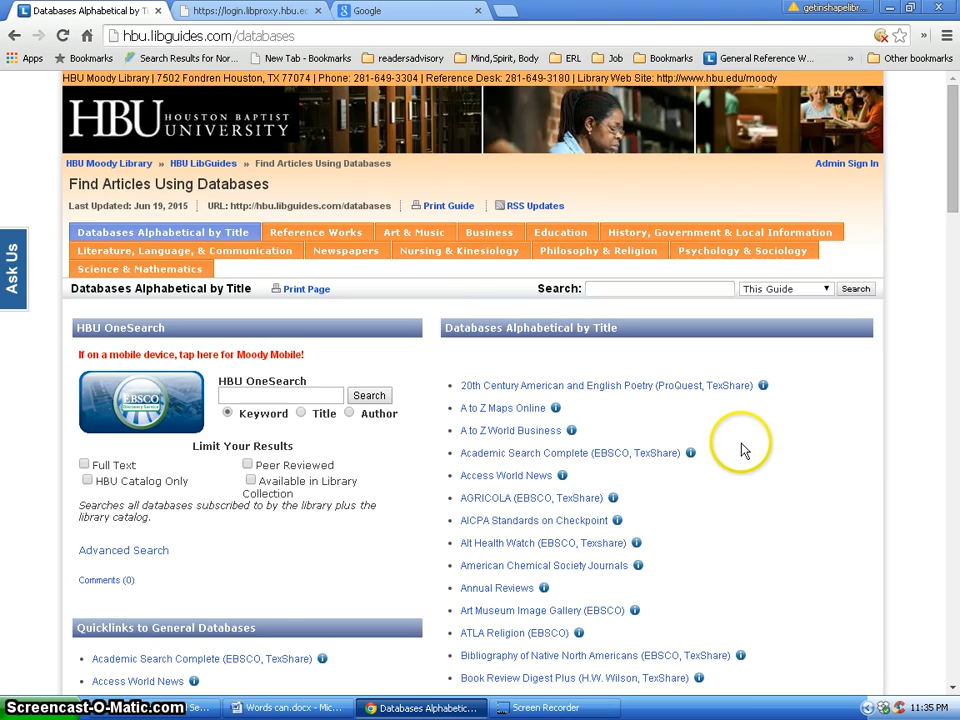 Databases Alphabetical by T
https://login.libproxy.hbu.ec
Google
getinshapelibr.
hbu.libguides.com/databases
Apps Bookmarks Search Results for Nor... New Tab - Bookmarks readersadvisory Mind,Spirit, Body ERL Job Bookmarks General Reference W... » Other bookmarks
HBU Moody Library | 7502 Fondren Houston, TX 77074 | Phone: 281-649-3304 | Reference Desk: 281-649-3180 | Library Web Site: http://www.hbu.edu/moody
HBU HOUSTON BAPTIST
UNIVERSITY
HBU Moody Library » HBU LibGuides » Find Articles Using Databases Admin Sign In
Find Articles Using Databases
Last Updated: Jun 19, 2015 | URL: http://hbu.libguides.com/databases | Print Guide | RSS Updates
Databases Alphabetical by Title Reference Works Art & Music Business Education History, Government & Local Information
Literature, Language, & Communication Newspapers Nursing & Kinesiology Philosophy & Religion Psychology & Sociology
Science & Mathematics
Ask Us
Databases Alphabetical by Title Print Page Search: This Guide Search
HBU OneSearch
If on a mobile device, tap here for Moody Mobile!
EBSCO
Discovery Service
HBU OneSearch
Search
Keyword Title Author
Limit Your Results
Full Text Peer Reviewed
HBU Catalog Only Available in Library
Collection
Searches all databases subscribed to by the library plus the
library catalog.
Advanced Search
Comments (0)
Quicklinks to General Databases
Academic Search Complete (EBSCO, TexShare)
Access World News
Databases Alphabetical by Title
20th Century American and English Poetry (ProQuest, TexShare)
A to Z Maps Online
A to Z World Business
Academic Search Complete (EBSCO, TexShare)
Access World News
AGRICOLA (EBSCO, TexShare)
AICPA Standards on Checkpoint
Alt Health Watch (EBSCO, Texshare)
American Chemical Society Journals
Annual Reviews
Art Museum Image Gallery (EBSCO)
ATLA Religion (EBSCO)
Bibliography of Native North Americans (EBSCO, TexShare)
Book Review Digest Plus (H.W. Wilson, TexShare)
Screencast-O-Matic.com Se... Words can.doc - Mic... Databases Alphabetic... Screen Recorder 11:35 PM